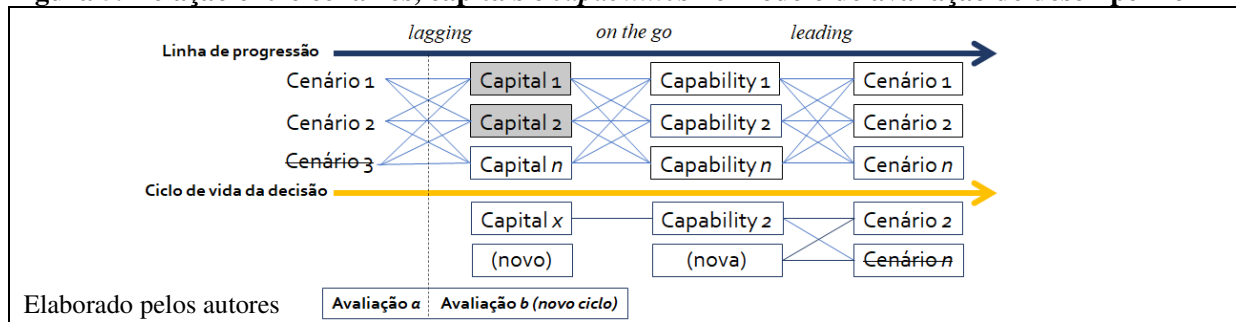 lagging on the go leading
Linha de progressão
Cenário 1 Capital 1 Capability 1 Cenário 1
Cenário 2 Capital 2 Capability 2 Cenário 2
Cenário 3 Capital n Capability n Cenário n
Ciclo de vida da decisão
Capital x Capability 2 Cenário 2
(novo) (nova) Cenário n
Elaborado pelos autores Avaliação a Avaliação b (novo ciclo)